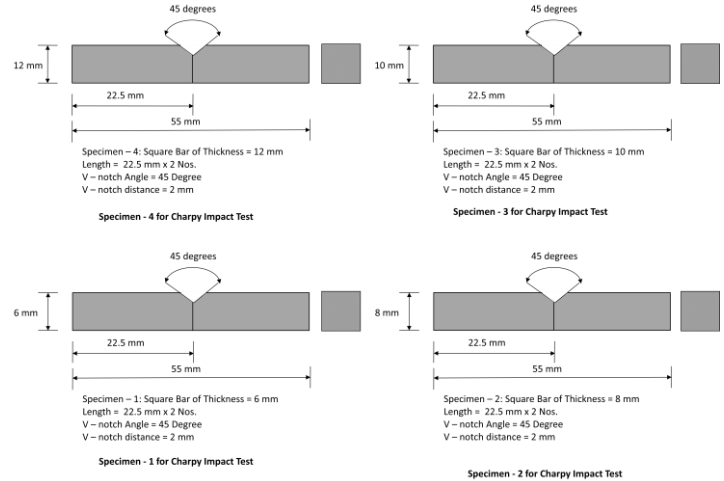 45 degrees
12 mm
22.5 mm
55 mm
Specimen – 4: Square Bar of Thickness = 12 mm
Length = 22.5 mm x 2 Nos.
V – notch Angle = 45 Degree
V – notch distance = 2 mm
Specimen - 4 for Charpy Impact Test
45 degrees
10 mm
22.5 mm
55 mm
Specimen – 3: Square Bar of Thickness = 10 mm
Length = 22.5 mm x 2 Nos.
V – notch Angle = 45 Degree
V – notch distance = 2 mm
Specimen - 3 for Charpy Impact Test
45 degrees
6 mm
22.5 mm
55 mm
Specimen – 1: Square Bar of Thickness = 6 mm
Length = 22.5 mm x 2 Nos.
V – notch Angle = 45 Degree
V – notch distance = 2 mm
Specimen - 1 for Charpy Impact Test
45 degrees
8 mm
22.5 mm
55 mm
Specimen – 2: Square Bar of Thickness = 8 mm
Length = 22.5 mm x 2 Nos.
V – notch Angle = 45 Degree
V – notch distance = 2 mm
Specimen - 2 for Charpy Impact Test